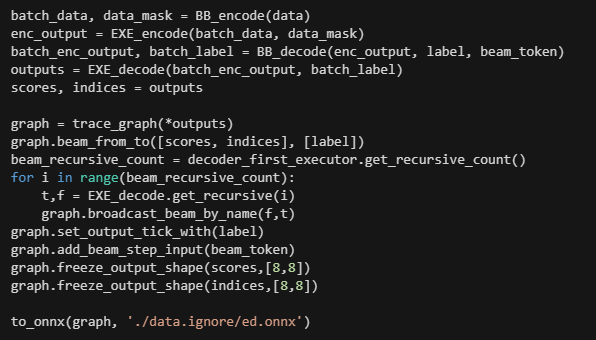 batch_data, data_mask = BB_encode(data)
enc_output = EXE_encode(batch_data, data_mask)
batch_enc_output, batch_label = BB_decode(enc_output, label, beam_token)
outputs = EXE_decode(batch_enc_output, batch_label)
scores, indices = outputs

graph = trace_graph(*outputs)
graph.beam_from_to([scores, indices], [label])
beam_recursive_count = decoder_first_executor.get_recursive_count()
for i in range(beam_recursive_count):
    t,f = EXE_decode.get_recursive(i)
    graph.broadcast_beam_by_name(f,t)
graph.set_output_tick_with(label)
graph.add_beam_step_input(beam_token)
graph.freeze_output_shape(scores,[8,8])
graph.freeze_output_shape(indices,[8,8])

to_onnx(graph, './data.ignore/ed.onnx')